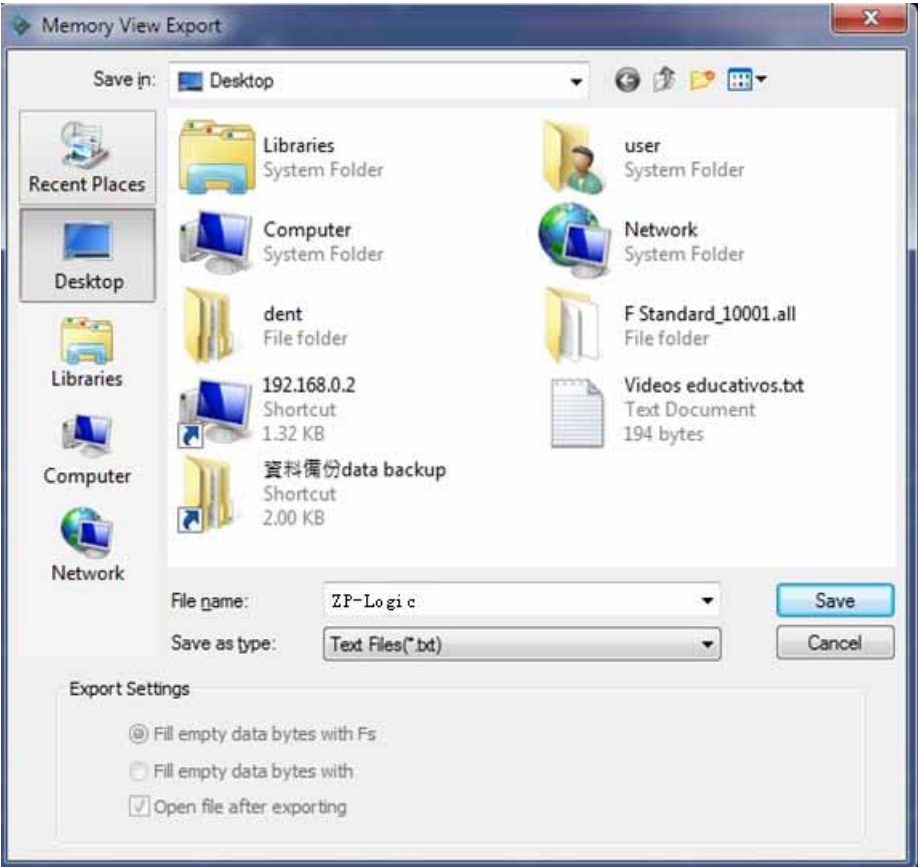 Memory View Export
Save in: Desktop
Recent Places
Desktop
Libraries
Computer
Network
Libraries
System Folder
user
System Folder
Computer
System Folder
Network
System Folder
dent
File folder
F Standard_10001.all
File folder
192.168.0.2
Shortcut
1.32 KB
Videos educativos.txt
Text Document
194 bytes
資料備份data backup
Shortcut
2.00 KB
File name: ZP-Logic
Save
Save as type: Text Files(*.txt)
Cancel
Export Settings
Fill empty data bytes with Fs
Fill empty data bytes with
Open file after exporting